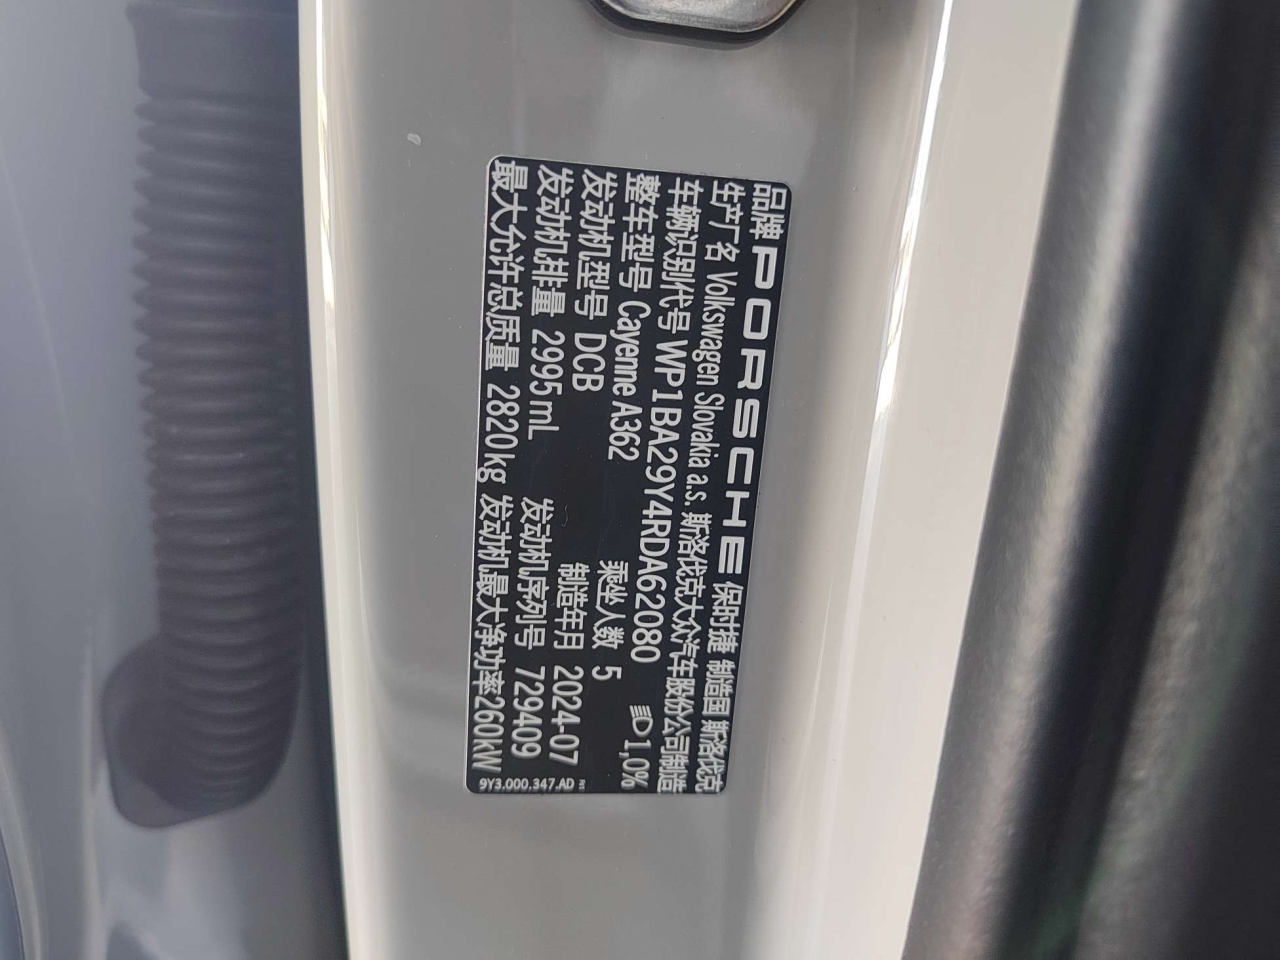 品牌 PORSCHE 保时捷 制造国 斯洛伐克
生产厂名 Volkswagen Slovakia a.s. 斯洛伐克大众汽车股份公司制造
车辆识别代号 WP1BA29Y4RDA62080
整车型号 Cayenne A362 乘坐人数 5 1,0%
发动机型号 DCB 制造年月 2024-07
发动机排量 2995 mL 发动机序列号 729409
最大允许总质量 2820 kg 发动机最大净功率 260kW
9Y3.000.347.AD